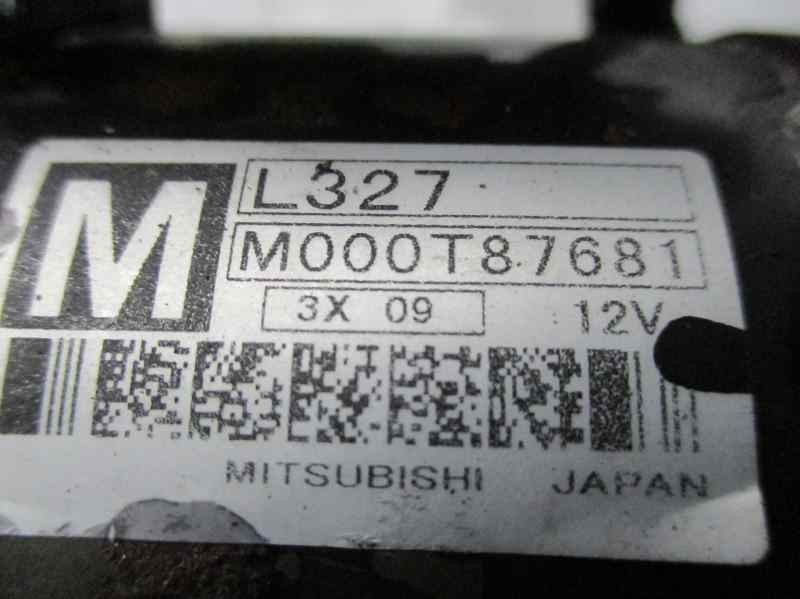 M
L327
M000T87681
3X 09
12V
MITSUBISHI JAPAN